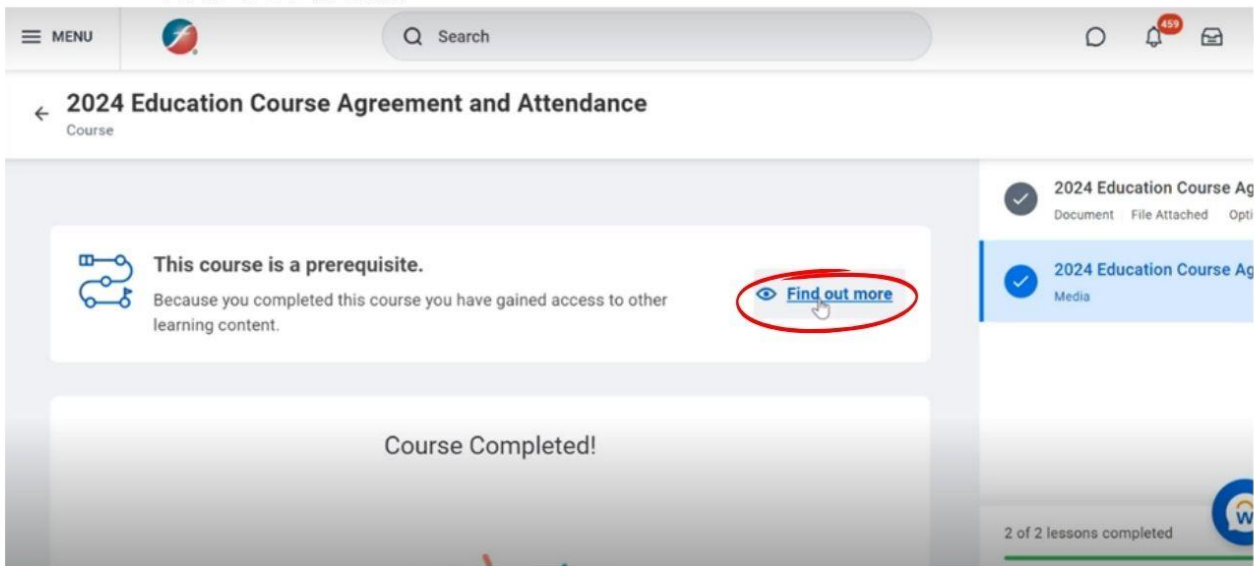 MENU
Search
459
2024 Education Course Agreement and Attendance
Course
This course is a prerequisite.
Because you completed this course you have gained access to other
learning content.
Find out more
Course Completed!
2024 Education Course Ag
Document File Attached Opti
2024 Education Course Ag
Media
2 of 2 lessons completed
W